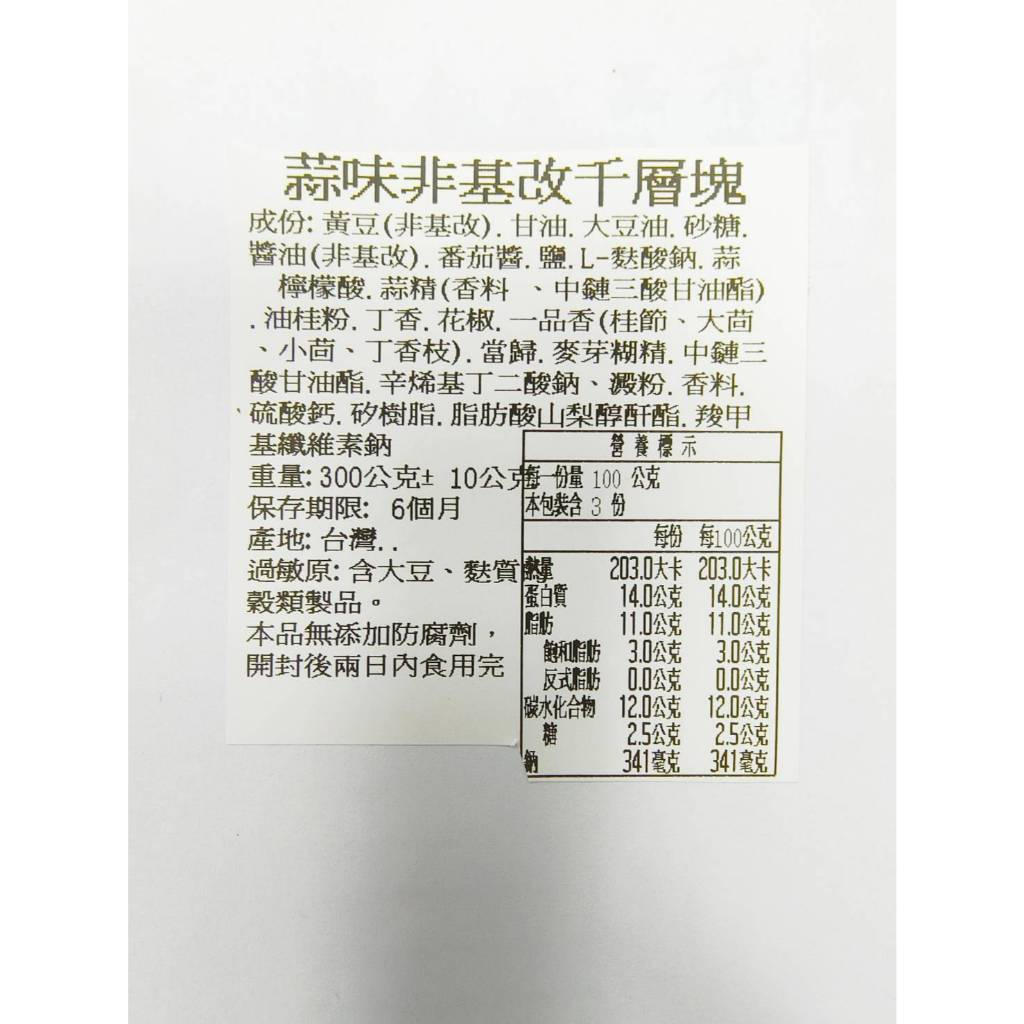 蒜味非基改千層塊
成份: 黃豆(非基改). 甘油. 大豆油. 砂糖.
醬油(非基改). 番茄醬. 鹽. L-麩酸鈉. 蒜
檸檬酸. 蒜精(香料 、中鏈三酸甘油酯)
. 油桂粉. 丁香. 花椒. 一品香(桂節、大茴
、小茴、丁香枝). 當歸. 麥芽糊精. 中鏈三
酸甘油酯. 辛烯基丁二酸鈉、澱粉. 香料.
硫酸鈣. 矽樹脂. 脂肪酸山梨醇酐酯. 羧甲
基纖維素鈉
重量: 300公克± 10公克
保存期限: 6個月
產地: 台灣..
過敏原: 含大豆、麩質
穀類製品。
本品無添加防腐劑，
開封後兩日內食用完
營養標示
每一份量 100 公克
本包裝含 3 份
每份 每100公克
熱量 203.0大卡 203.0大卡
蛋白質 14.0公克 14.0公克
脂肪 11.0公克 11.0公克
飽和脂肪 3.0公克 3.0公克
反式脂肪 0.0公克 0.0公克
碳水化合物 12.0公克 12.0公克
糖 2.5公克 2.5公克
鈉 341毫克 341毫克